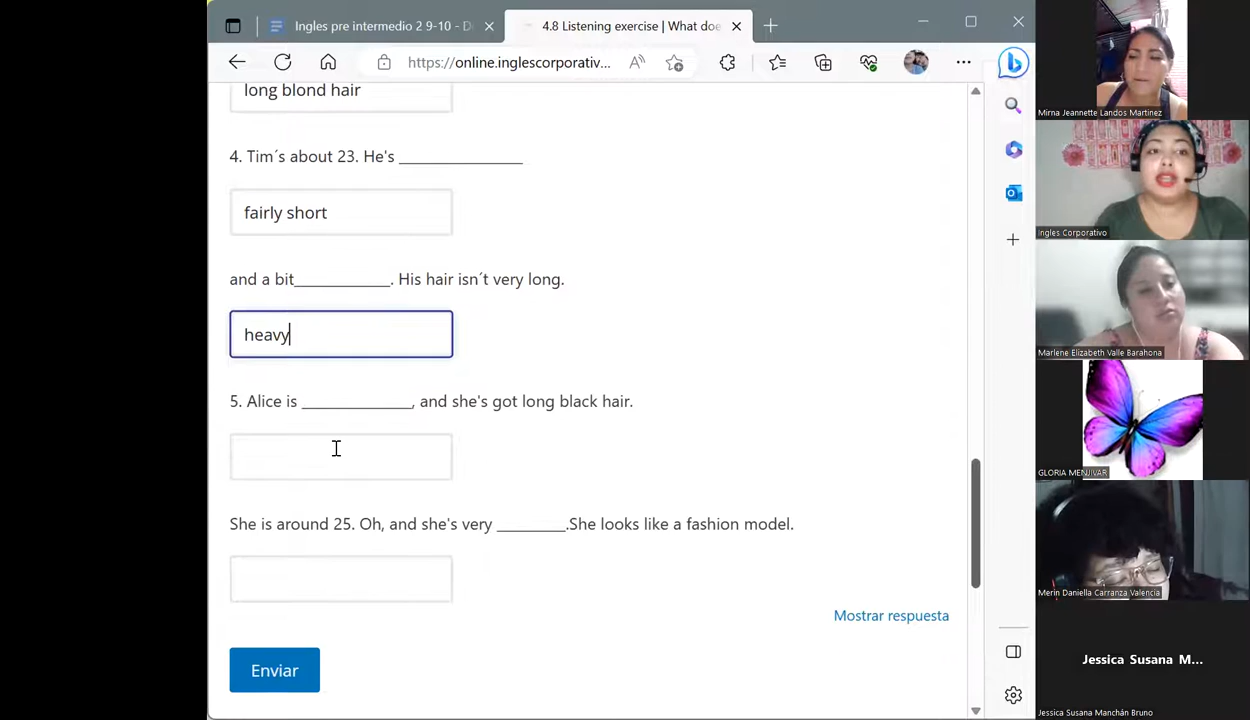 Ingles pre intermedio 2 9-10 - D
4.8 Listening exercise | What doe
https://online.inglescorporativ...
long blond hair
4. Tim´s about 23. He's ________________
fairly short
and a bit____________. His hair isn´t very long.
heavy
5. Alice is ______________, and she's got long black hair.
She is around 25. Oh, and she's very _________.She looks like a fashion model.
Mostrar respuesta
Enviar
Mirna Jeannette Landos Martinez
Ingles Corporativo
Marlene Elizabeth Valle Barahona
GLORIA MENJIVAR
Merin Daniella Carranza Valencia
Jessica Susana M...
Jessica Susana Manchán Bruno